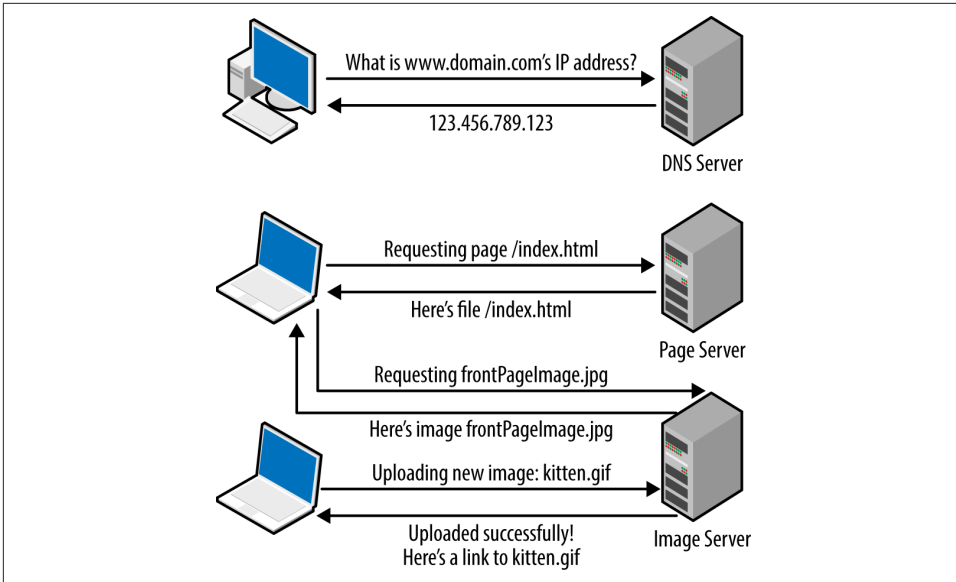 What is www.domain.com's IP address?
123.456.789.123
DNS Server
Requesting page /index.html
Here's file /index.html
Page Server
Requesting frontPageImage.jpg
Here's image frontPageImage.jpg
Uploading new image: kitten.gif
Uploaded successfully!
Here's a link to kitten.gif
Image Server